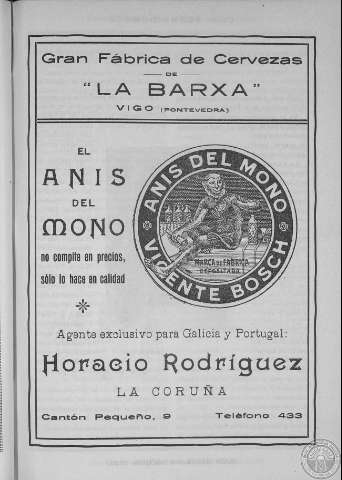 Gran Fábrica de Cervezas
DE
"LA BARXA"
VIGO (PONTEVEDRA)
EL
ANIS
DEL
MONO
no compite en precios,
sólo lo hace en calidad
ANIS DEL MONO
MARCA DE FÁBRICA
DEPOSITADA
VICENTE BOSCH
Agente exclusivo para Galicia y Portugal:
Horacio Rodríguez
LA CORUÑA
Cantón Pequeño, 9 Teléfono 433